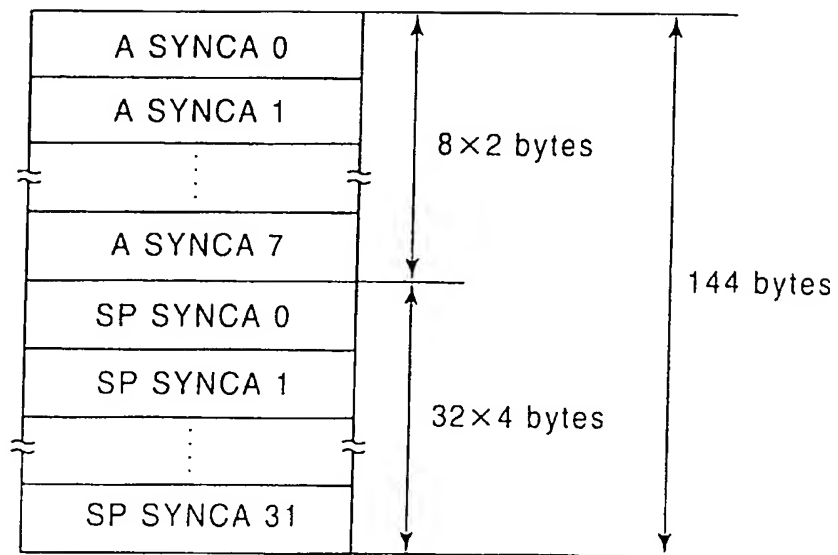 A SYNCA 0
A SYNCA 1
A SYNCA 7
SP SYNCA 0
SP SYNCA 1
SP SYNCA 31
8×2 bytes
32×4 bytes
144 bytes